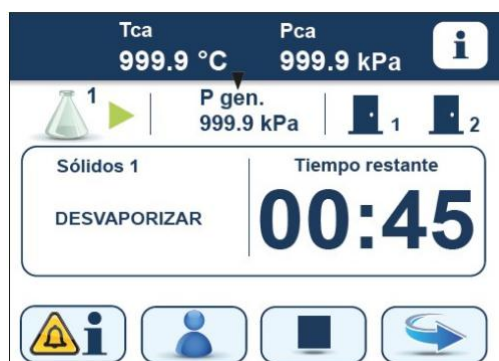 Tca Pca
999.9 °C 999.9 kPa i
1 P gen.
999.9 kPa 1 2
Sólidos 1 Tiempo restante
DESVAPORIZAR 00:45
i